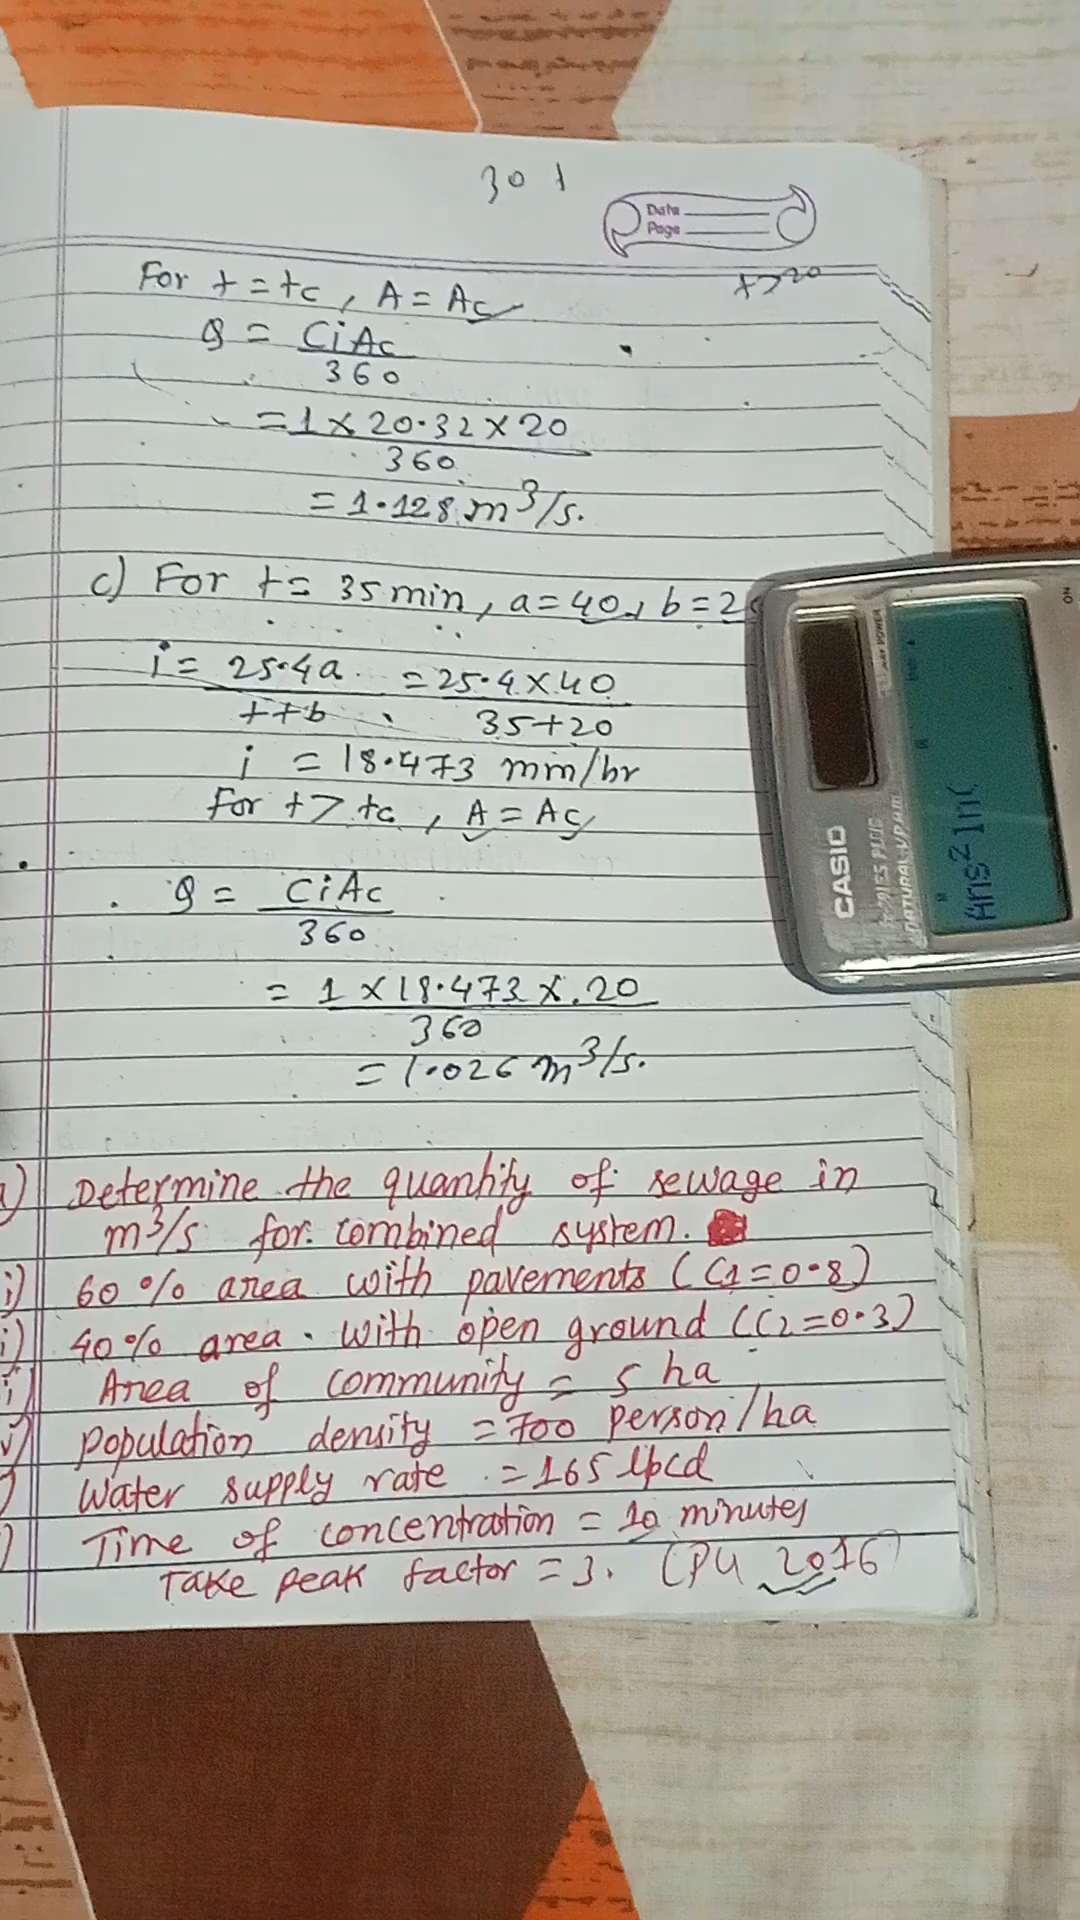 301
Date
Page
t>20
For t = tc, A = Ac
Q = CiAc
360
= 1 × 20.32 × 20
360
= 1.128 m³/s.
c) For t = 35 min, a = 40, b = 2
i = 25.4a = 25.4 × 40
t+b 35+20
i = 18.473 mm/hr
For t > tc, A = Ac
Q = CiAc
360
= 1 × 18.473 × 20
360
= 1.026 m³/s.
Determine the quantity of sewage in
m³/s for combined system.
i) 60% area with pavements (C1=0.8)
i) 40% area with open ground (C2=0.3)
i) Area of community = 5 ha
v) Population density = 700 person/ha
Water supply rate = 165 lpcd
Time of concentration = 10 minutes
Take peak factor = 3. (PU 2016)
ON
CASIO
NATURAL-V.P.A.M.
Ans²ln(